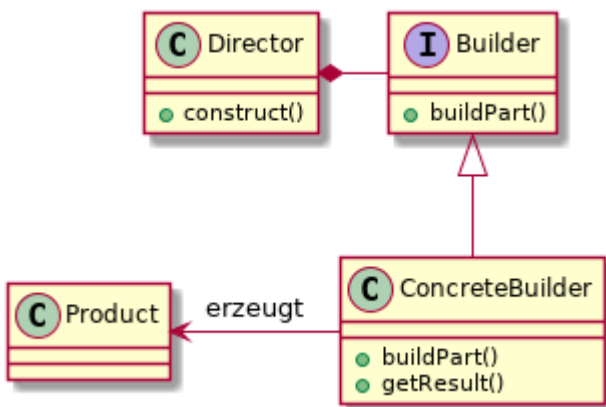 C Director
+ construct()
I Builder
+ buildPart()
C Product
erzeugt
C ConcreteBuilder
+ buildPart()
+ getResult()